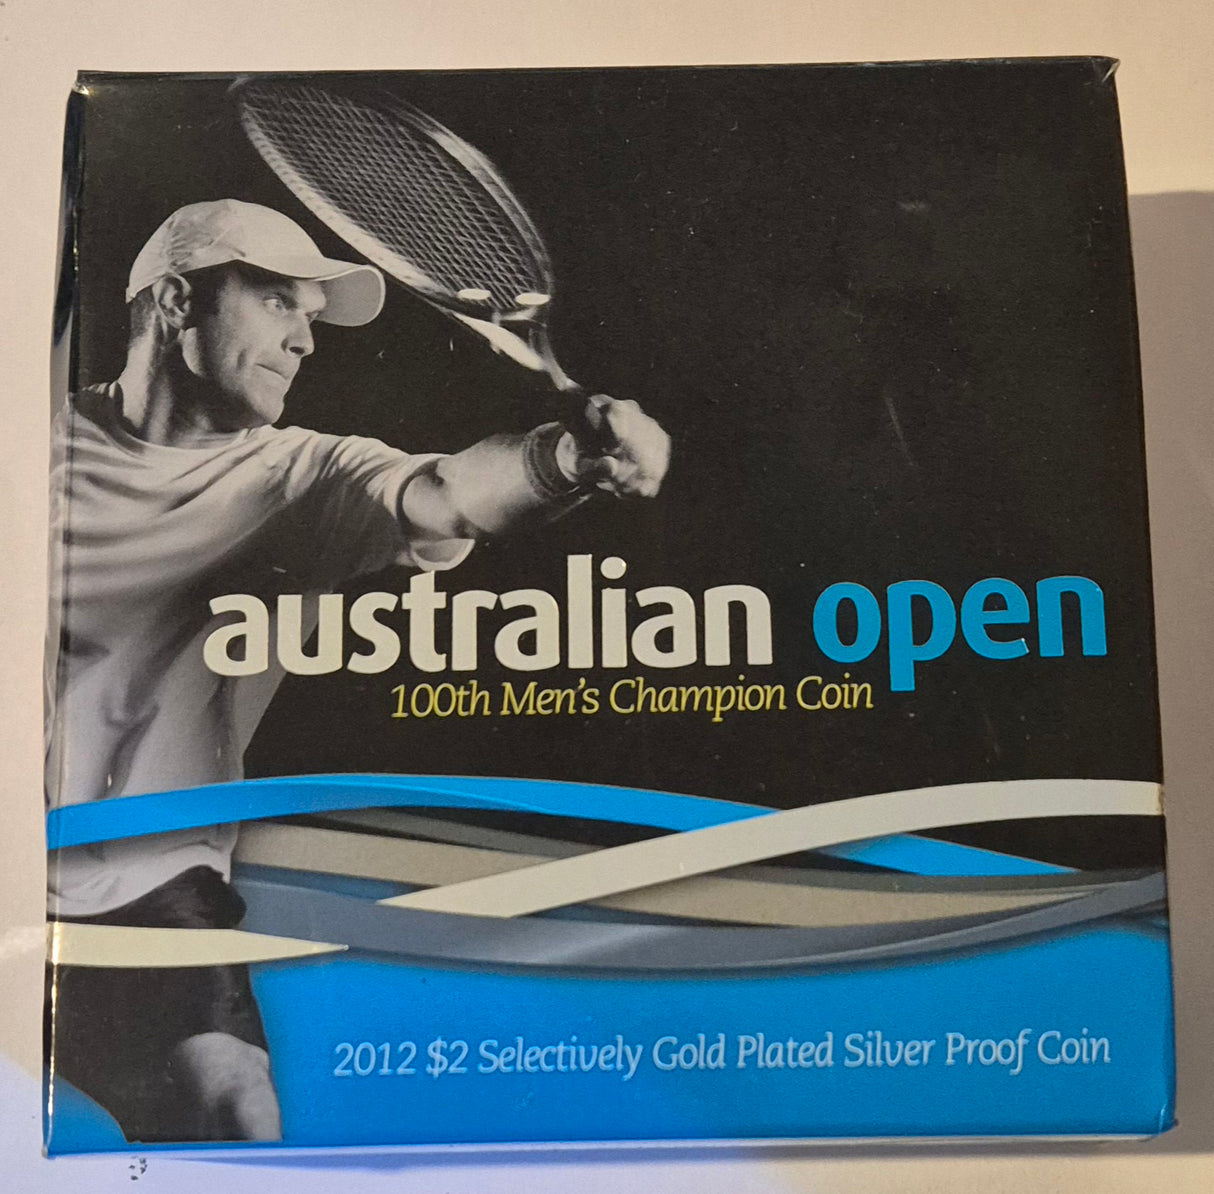 australian open
100th Men's Champion Coin
2012 $2 Selectively Gold Plated Silver Proof Coin